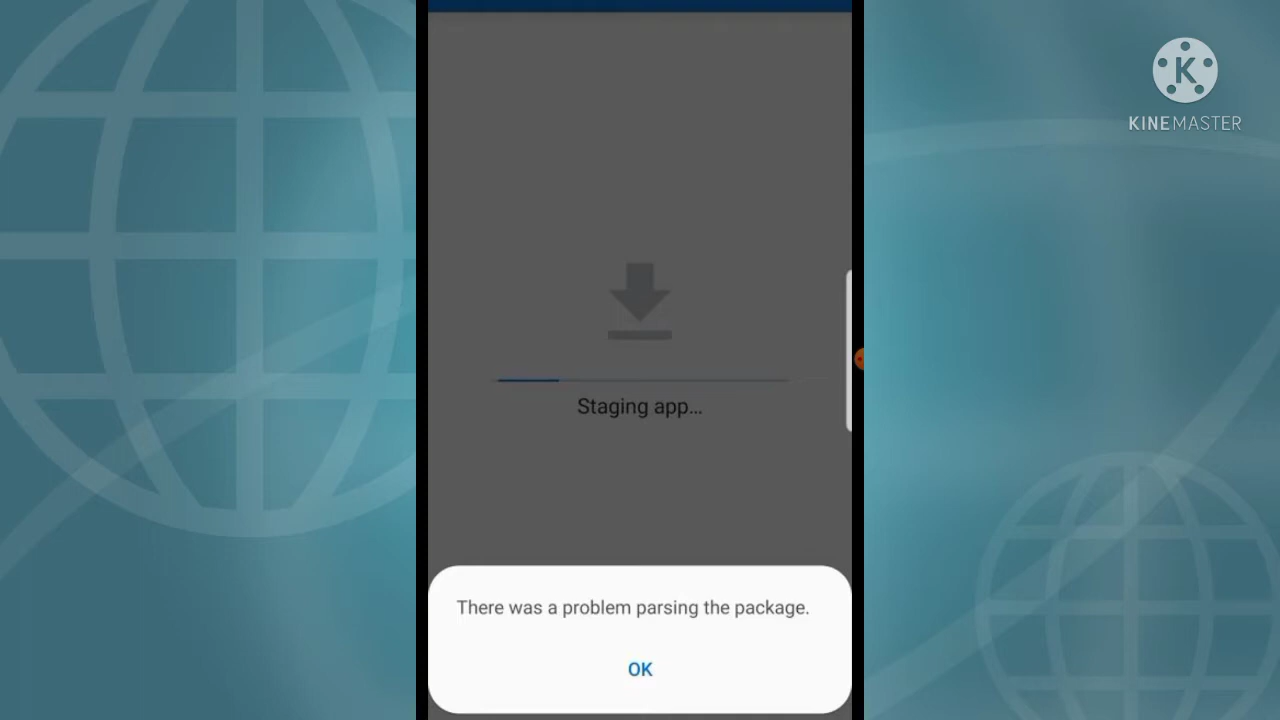 K
KINEMASTER
Staging app...
There was a problem parsing the package.
OK